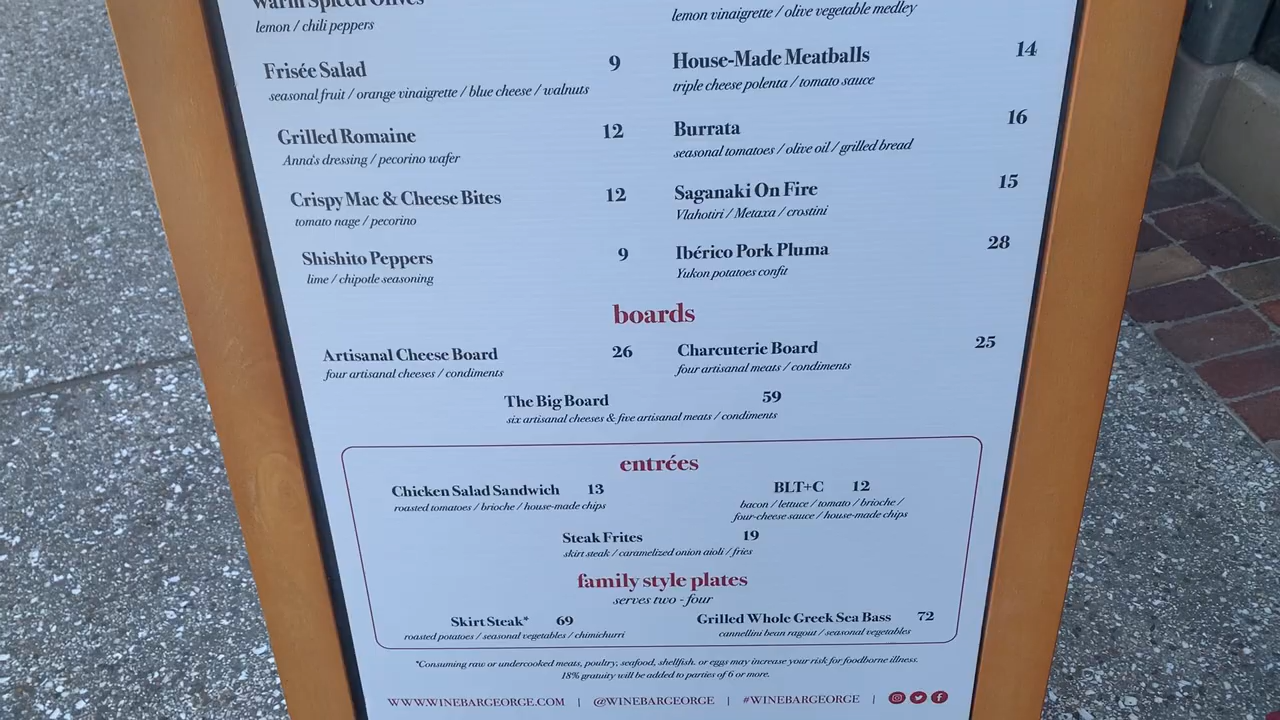 Warm Spiced Olives
lemon / chili peppers
Frisée Salad 9
seasonal fruit / orange vinaigrette / blue cheese / walnuts
Grilled Romaine 12
Anna's dressing / pecorino wafer
Crispy Mac & Cheese Bites 12
tomato nage / pecorino
Shishito Peppers 9
lime / chipotle seasoning
lemon vinaigrette / olive vegetable medley
House-Made Meatballs 14
triple cheese polenta / tomato sauce
Burrata 16
seasonal tomatoes / olive oil / grilled bread
Saganaki On Fire 15
Vlahotiri / Metaxa / crostini
Ibérico Pork Pluma 28
Yukon potatoes confit
boards
Artisanal Cheese Board 26
four artisanal cheeses / condiments
Charcuterie Board 25
four artisanal meats / condiments
The Big Board 59
six artisanal cheeses & five artisanal meats / condiments
entrées
Chicken Salad Sandwich 13
roasted tomatoes / brioche / house-made chips
BLT+C 12
bacon / lettuce / tomato / brioche /
four-cheese sauce / house-made chips
Steak Frites 19
skirt steak / caramelized onion aioli / fries
family style plates
serves two - four
Skirt Steak* 69
roasted potatoes / seasonal vegetables / chimichurri
Grilled Whole Greek Sea Bass 72
cannellini bean ragout / seasonal vegetables
*Consuming raw or undercooked meats, poultry, seafood, shellfish, or eggs may increase your risk for foodborne illness.
18% gratuity will be added to parties of 6 or more.
WWW.WINEBARGEORGE.COM | @WINEBARGEORGE | #WINEBARGEORGE |